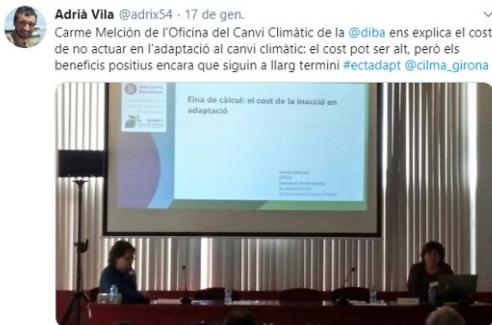 Adrià Vila @adrix54 · 17 de gen.
Carme Melción de l'Oficina del Canvi Climàtic de la @diba ens explica el cost
de no actuar en l'adaptació al canvi climàtic: el cost pot ser alt, però els
beneficis positius encara que siguin a llarg termini #ectadapt @cilma_girona
Eina de càlcul: el cost de la inacció en
adaptació